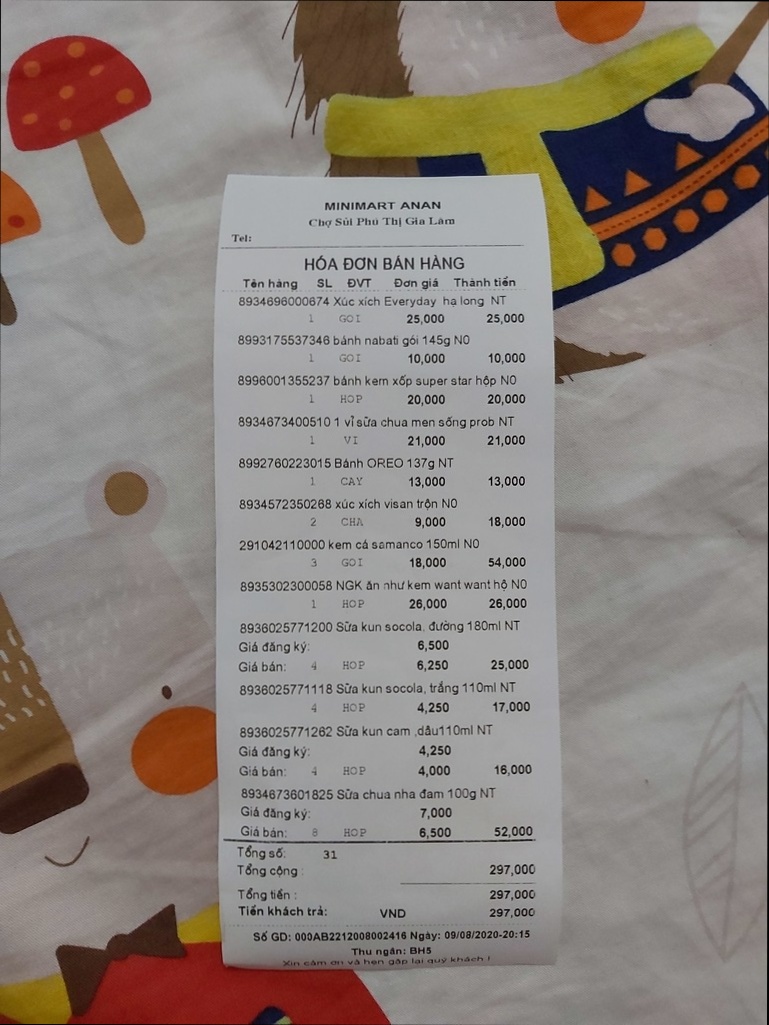 MINIMART ANAN
Chợ Sủi Phú Thị Gia Lâm
Tel:
HÓA ĐƠN BÁN HÀNG
Tên hàng SL ĐVT Đơn giá Thành tiền
8934696000674 Xúc xích Everyday hạ long NT
1 GOI 25,000 25,000
8993175537346 bánh nabati gói 145g N0
1 GOI 10,000 10,000
8996001355237 bánh kem xốp super star hộp N0
1 HOP 20,000 20,000
8934673400510 1 vỉ sữa chua men sống prob NT
1 VI 21,000 21,000
8992760223015 Bánh OREO 137g NT
1 CAY 13,000 13,000
8934572350268 xúc xích visan trộn N0
2 CHA 9,000 18,000
291042110000 kem cá samanco 150ml N0
3 GOI 18,000 54,000
8935302300058 NGK ăn như kem want want hộ N0
1 HOP 26,000 26,000
8936025771200 Sữa kun socola, đường 180ml NT
Giá đăng ký: 6,500
Giá bán: 4 HOP 6,250 25,000
8936025771118 Sữa kun socola, trắng 110ml NT
4 HOP 4,250 17,000
8936025771262 Sữa kun cam ,dâu110ml NT
Giá đăng ký: 4,250
Giá bán: 4 HOP 4,000 16,000
8934673601825 Sữa chua nha đam 100g NT
Giá đăng ký: 7,000
Giá bán: 8 HOP 6,500 52,000
Tổng số: 31
Tổng cộng : 297,000
Tổng tiền : 297,000
Tiền khách trả: VND 297,000
Số GD: 000AB2212008002416 Ngày: 09/08/2020-20:15
Thu ngân: BH5
Xin cảm ơn và hẹn gặp lại quý khách !